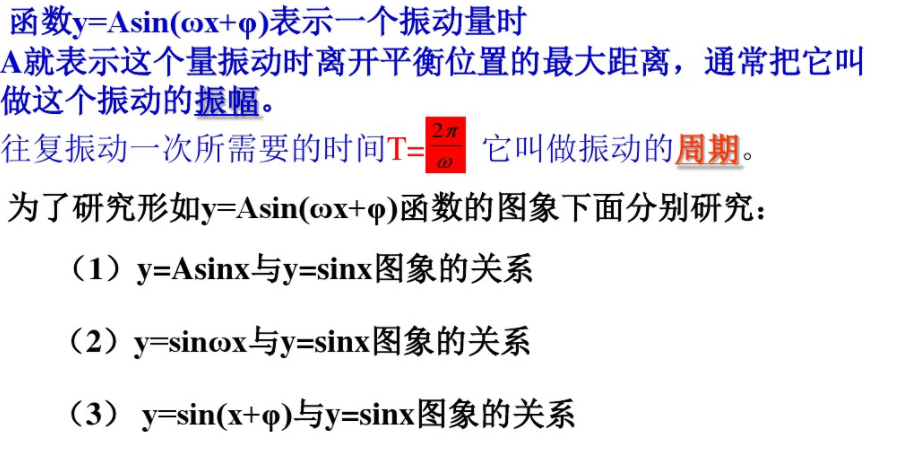 函数y=Asin(ωx+φ)表示一个振动量时
A就表示这个量振动时离开平衡位置的最大距离，通常把它叫
做这个振动的振幅。
往复振动一次所需要的时间T=2π/ω 它叫做振动的周期。
为了研究形如y=Asin(ωx+φ)函数的图象下面分别研究：
（1）y=Asinx与y=sinx图象的关系
（2）y=sinωx与y=sinx图象的关系
（3） y=sin(x+φ)与y=sinx图象的关系